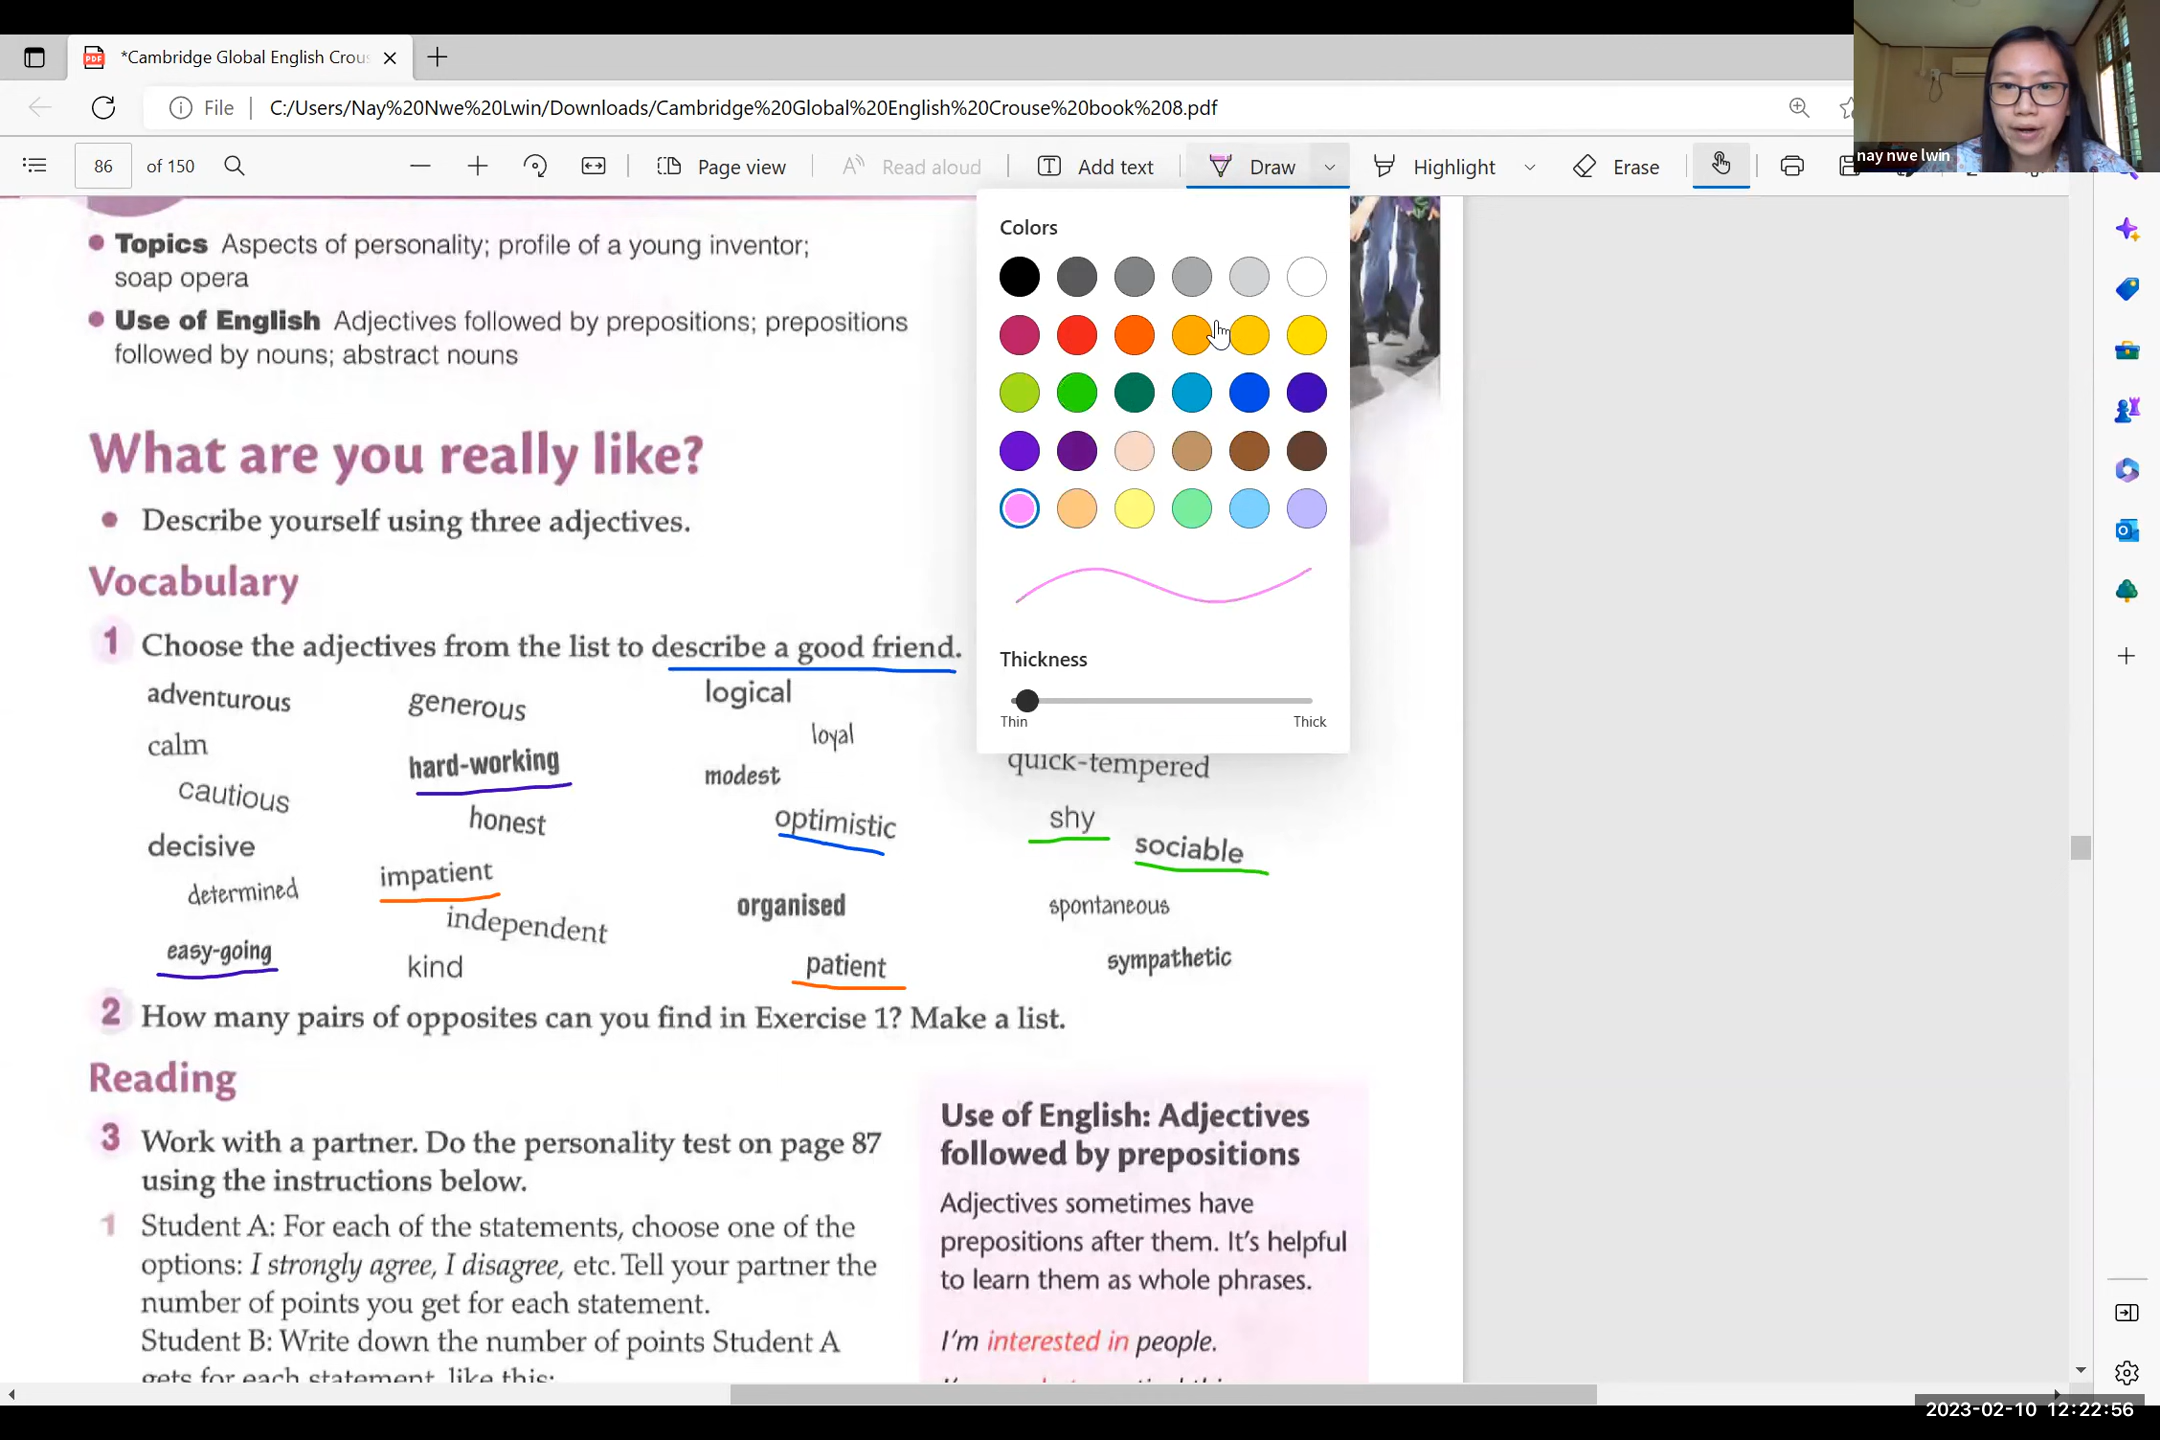 *Cambridge Global English Crou
File C:/Users/Nay%20Nwe%20Lwin/Downloads/Cambridge%20Global%20English%20Crouse%20book%208.pdf
nay nwe lwin
86 of 150 Page view Read aloud Add text Draw Highlight Erase
Colors
Thickness
Thin Thick
Topics Aspects of personality; profile of a young inventor;
soap opera
Use of English Adjectives followed by prepositions; prepositions
followed by nouns; abstract nouns
What are you really like?
Describe yourself using three adjectives.
Vocabulary
1 Choose the adjectives from the list to describe a good friend.
adventurous generous logical
calm loyal
hard-working modest quick-tempered
cautious honest optimistic shy
decisive sociable
determined impatient organised spontaneous
independent
easy-going kind patient sympathetic
2 How many pairs of opposites can you find in Exercise 1? Make a list.
Reading
3 Work with a partner. Do the personality test on page 87
using the instructions below.
1 Student A: For each of the statements, choose one of the
options: I strongly agree, I disagree, etc. Tell your partner the
number of points you get for each statement.
Student B: Write down the number of points Student A
gets for each statement, like this:
Use of English: Adjectives
followed by prepositions
Adjectives sometimes have
prepositions after them. It's helpful
to learn them as whole phrases.
I'm interested in people.
2023-02-10 12:22:56